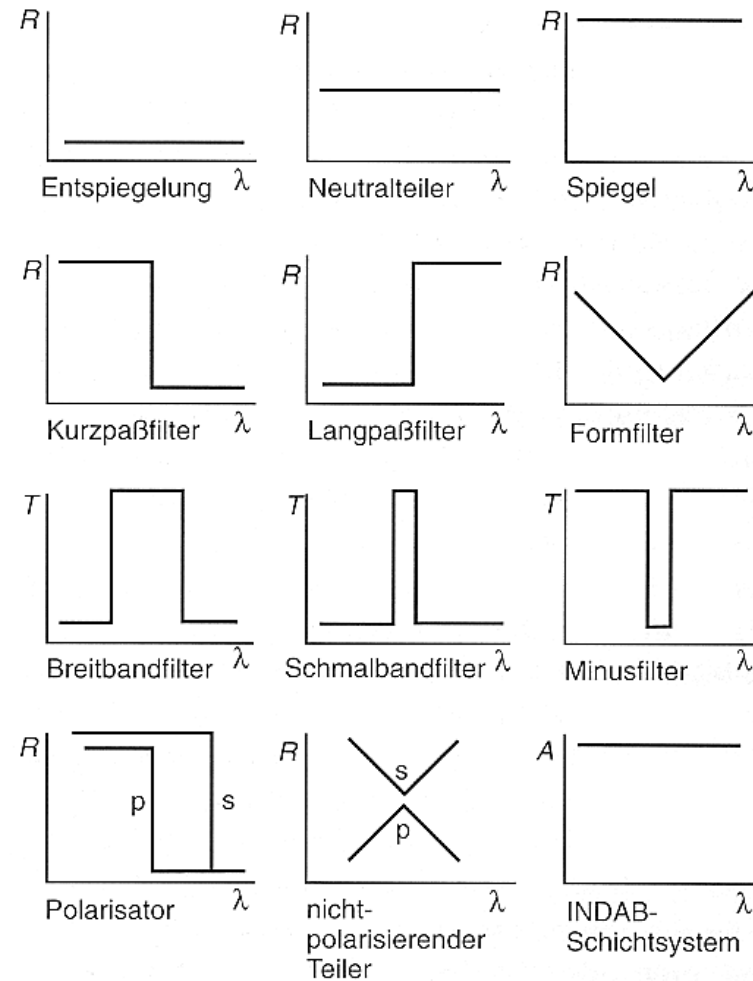 R
R
R
Entspiegelung λ
Neutralteiler λ
Spiegel λ
R
R
R
Kurzpaßfilter λ
Langpaßfilter λ
Formfilter λ
T
T
T
Breitbandfilter λ
Schmalbandfilter λ
Minusfilter λ
R
p
s
Polarisator λ
R
s
p
λ
nicht-
polarisierender
Teiler
A
λ
INDAB-
Schichtsystem